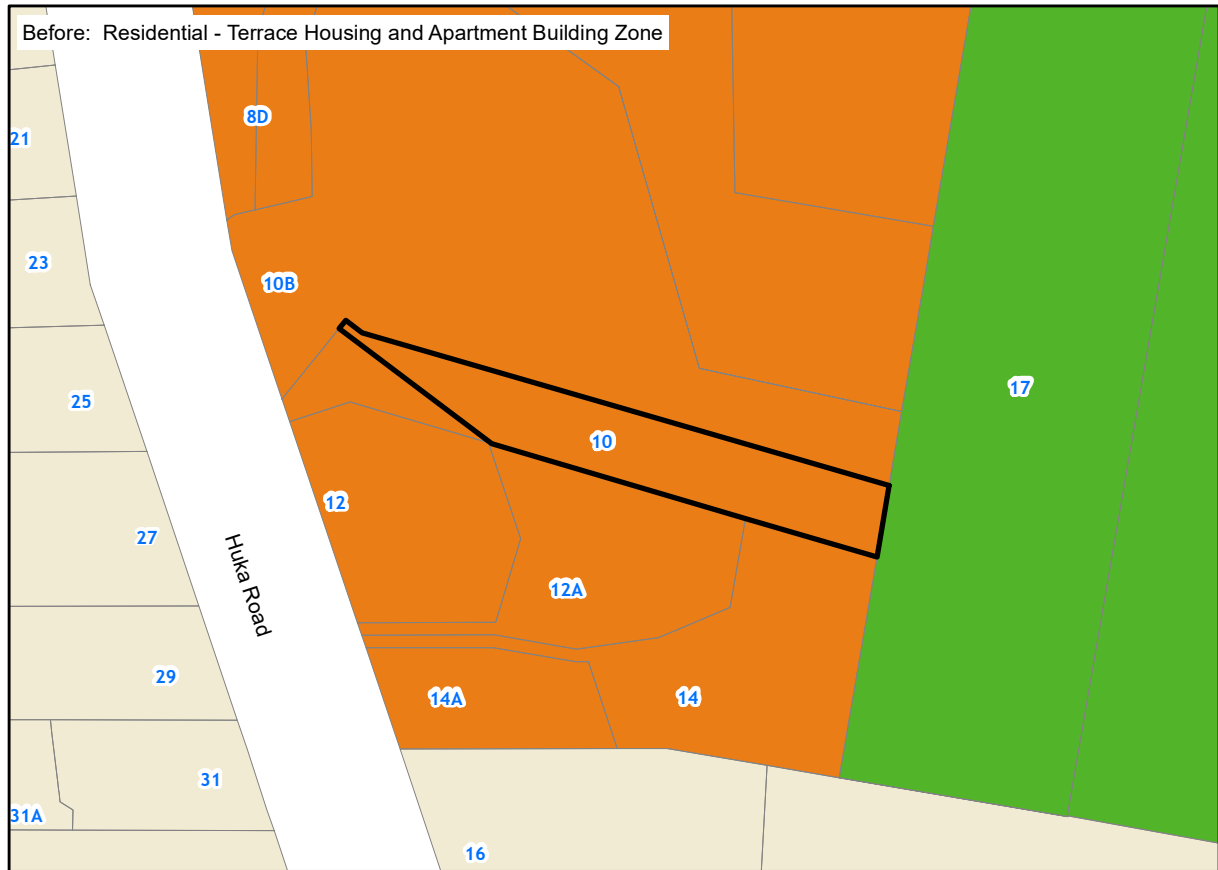 Before: Residential - Terrace Housing and Apartment Building Zone
8D
21
23
10B
25
17
10
12
27
Huka Road
12A
29
14A
14
31
31A
16